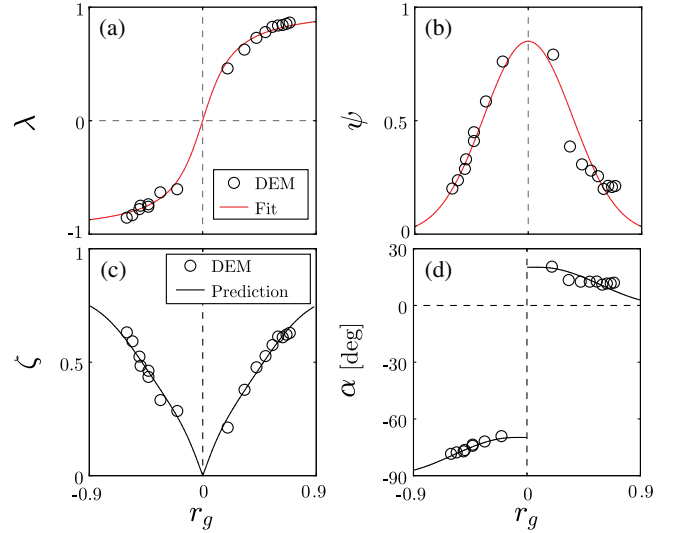 (a)
1
0
-1
λ
DEM
Fit
(b)
1
0.5
0
ψ
(c)
DEM
Prediction
1
0.5
0
ζ
-0.9
0
0.9
r_g
(d)
30
0
-30
-60
-90
α [deg]
-0.9
0
0.9
r_g